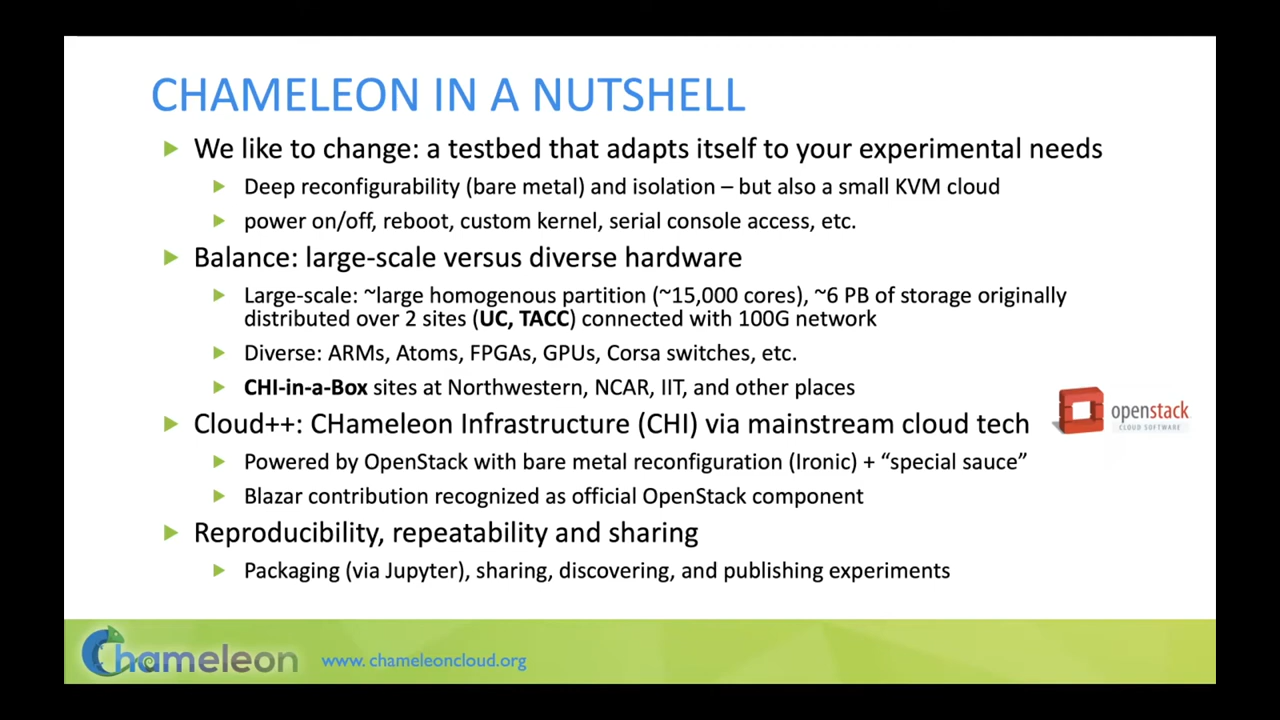 CHAMELEON IN A NUTSHELL
We like to change: a testbed that adapts itself to your experimental needs
Deep reconfigurability (bare metal) and isolation – but also a small KVM cloud
power on/off, reboot, custom kernel, serial console access, etc.
Balance: large-scale versus diverse hardware
Large-scale: ~large homogenous partition (~15,000 cores), ~6 PB of storage originally
distributed over 2 sites (UC, TACC) connected with 100G network
Diverse: ARMs, Atoms, FPGAs, GPUs, Corsa switches, etc.
CHI-in-a-Box sites at Northwestern, NCAR, IIT, and other places
Cloud++: CHameleon Infrastructure (CHI) via mainstream cloud tech
openstack
CLOUD SOFTWARE
Powered by OpenStack with bare metal reconfiguration (Ironic) + “special sauce”
Blazar contribution recognized as official OpenStack component
Reproducibility, repeatability and sharing
Packaging (via Jupyter), sharing, discovering, and publishing experiments
Chameleon
www. chameleoncloud.org